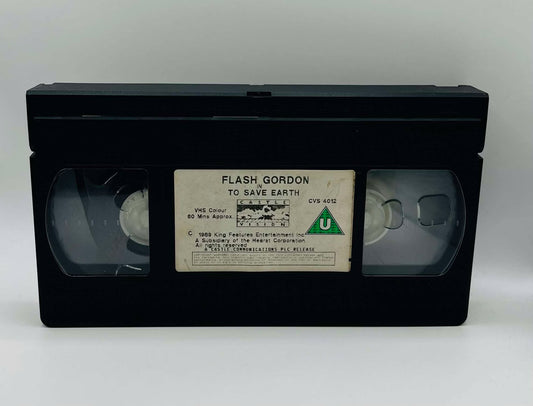 FLASH GORDON
IN
TO SAVE EARTH
CVS 4012
VHS Colour
60 Mins Approx.
CASTLE
VISION
U
© 1989 King Features Entertainment Inc
A Subsidiary of the Hearst Corporation.
All rights reserved
A CASTLE COMMUNICATIONS PLC RELEASE